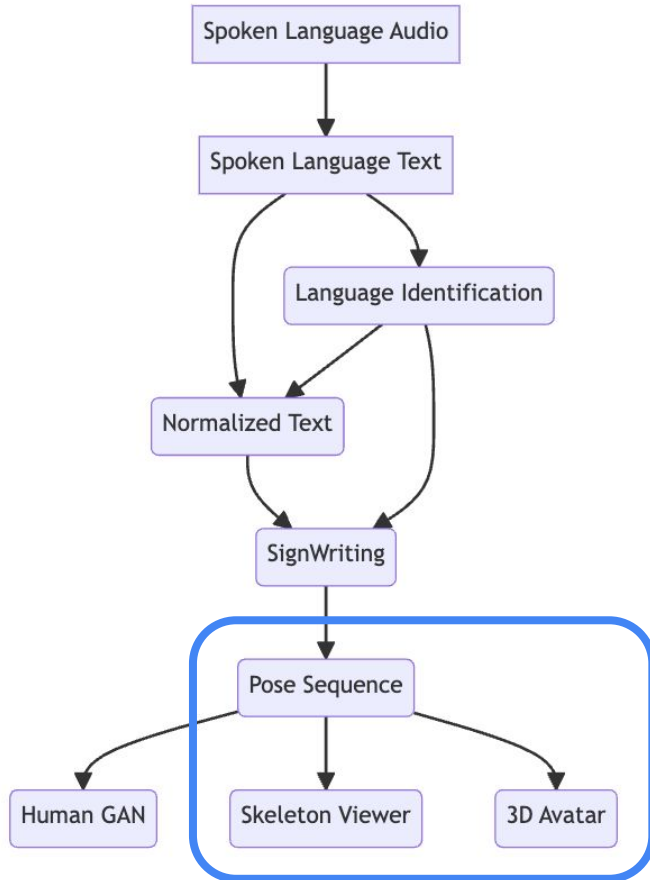 Spoken Language Audio
Spoken Language Text
Language Identification
Normalized Text
SignWriting
Pose Sequence
Human GAN
Skeleton Viewer
3D Avatar